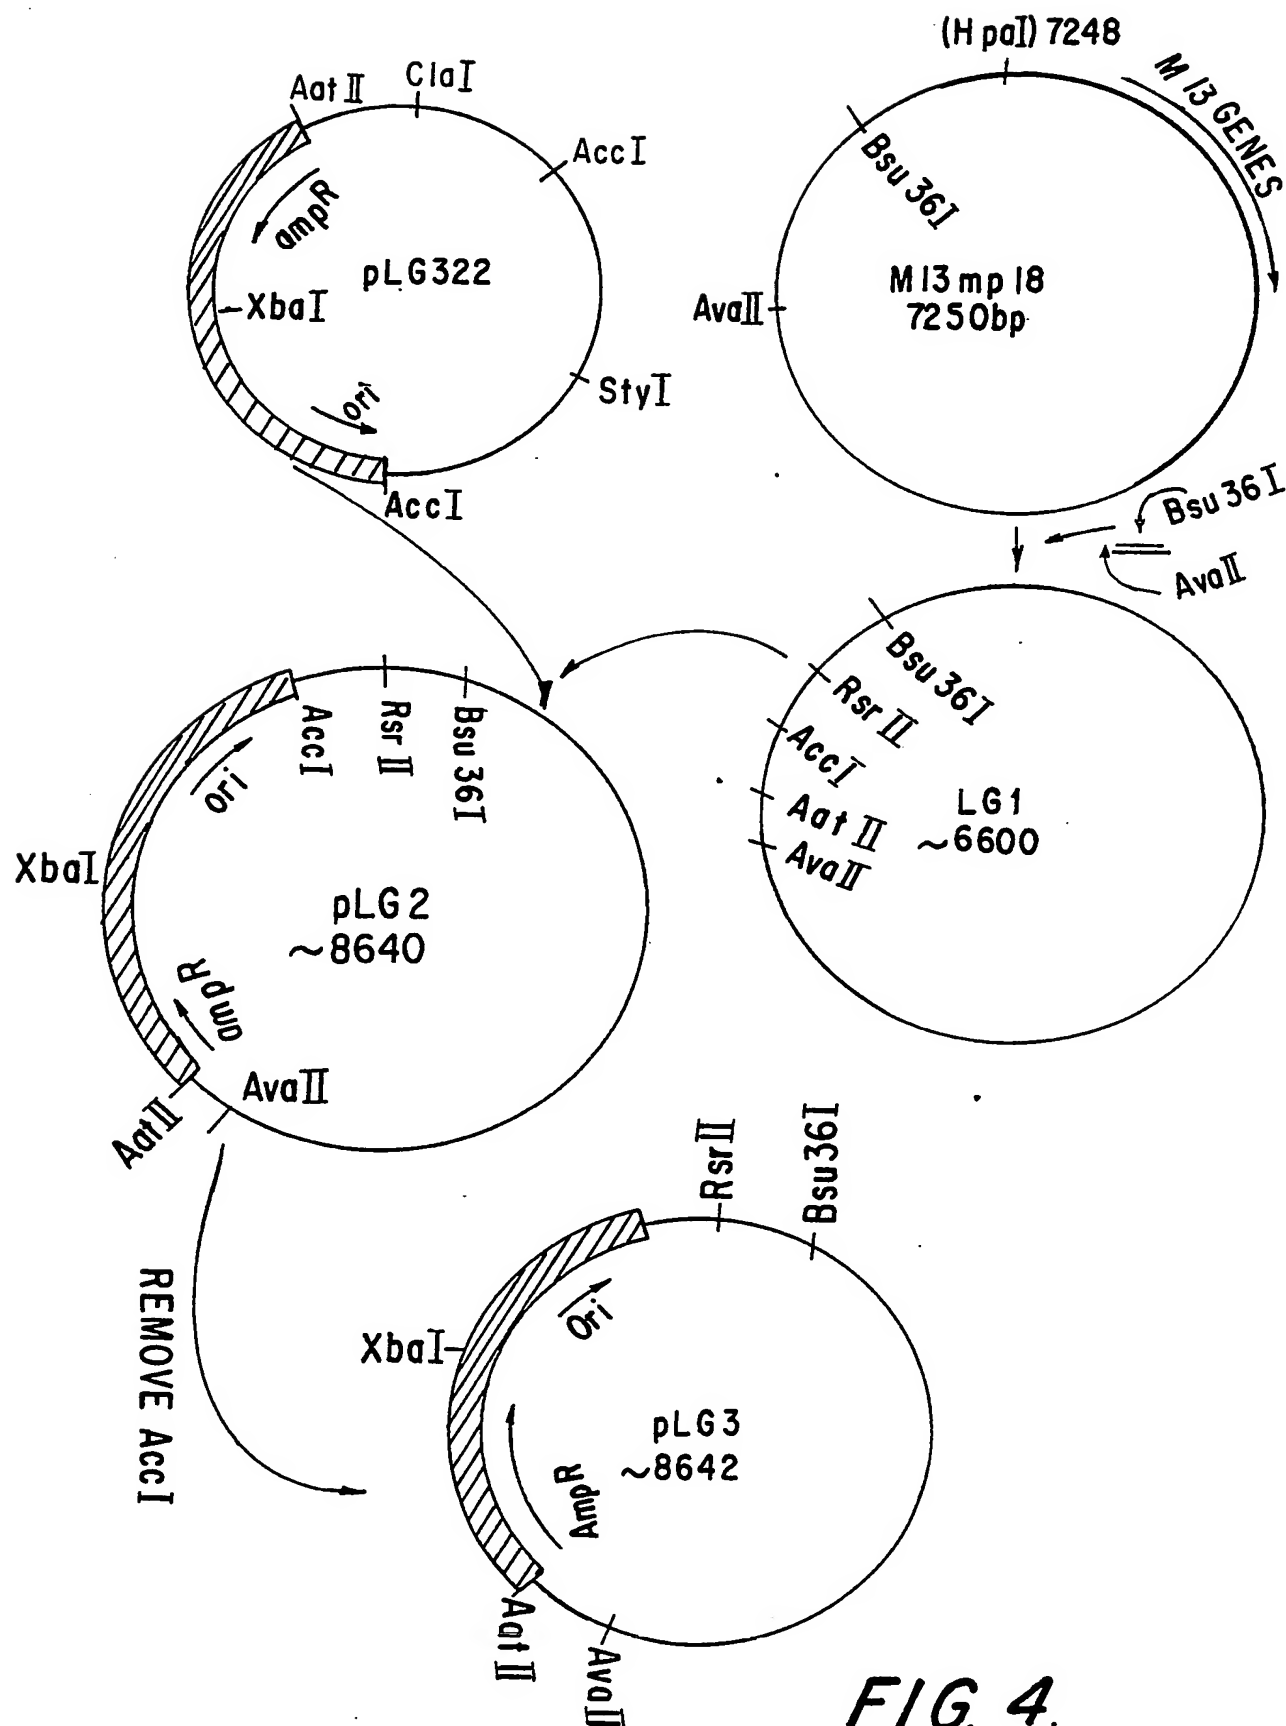 (HpaI) 7248
M13 GENES
AatII
ClaI
AccI
ampR
pLG322
XbaI
StyI
ori
AccI
Bsu36I
M13mp18
7250bp
AvaII
Bsu36I
AvaII
Bsu36I
RsrII
AccI
AatII
AvaII
LG1
~6600
AccI
RsrII
Bsu36I
ori
XbaI
pLG2
~8640
ampR
AvaII
AatII
REMOVE AccI
RsrII
Bsu36I
Ori
XbaI
pLG3
~8642
AmpR
AatII
AvaII
FIG. 4.